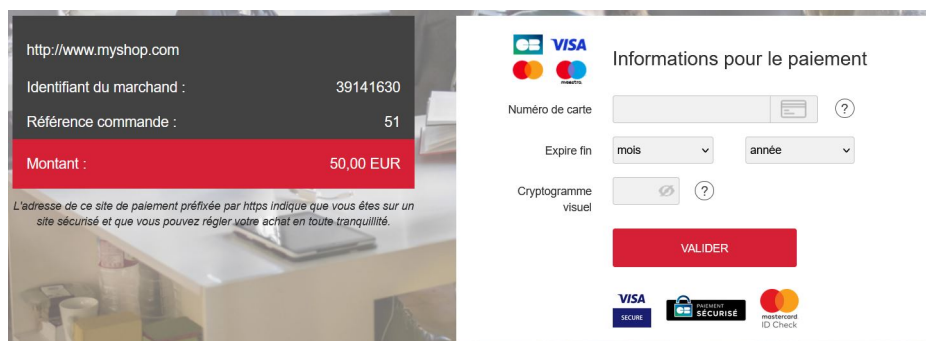 http://www.myshop.com
Identifiant du marchand : 39141630
Référence commande : 51
Montant : 50,00 EUR
L'adresse de ce site de paiement préfixée par https indique que vous êtes sur un
site sécurisé et que vous pouvez régler votre achat en toute tranquillité.
CB VISA
maestro
Informations pour le paiement
Numéro de carte ?
Expire fin mois année
Cryptogramme
visuel ?
VALIDER
VISA
SECURE
CB PAIEMENT
SÉCURISÉ
mastercard
ID Check